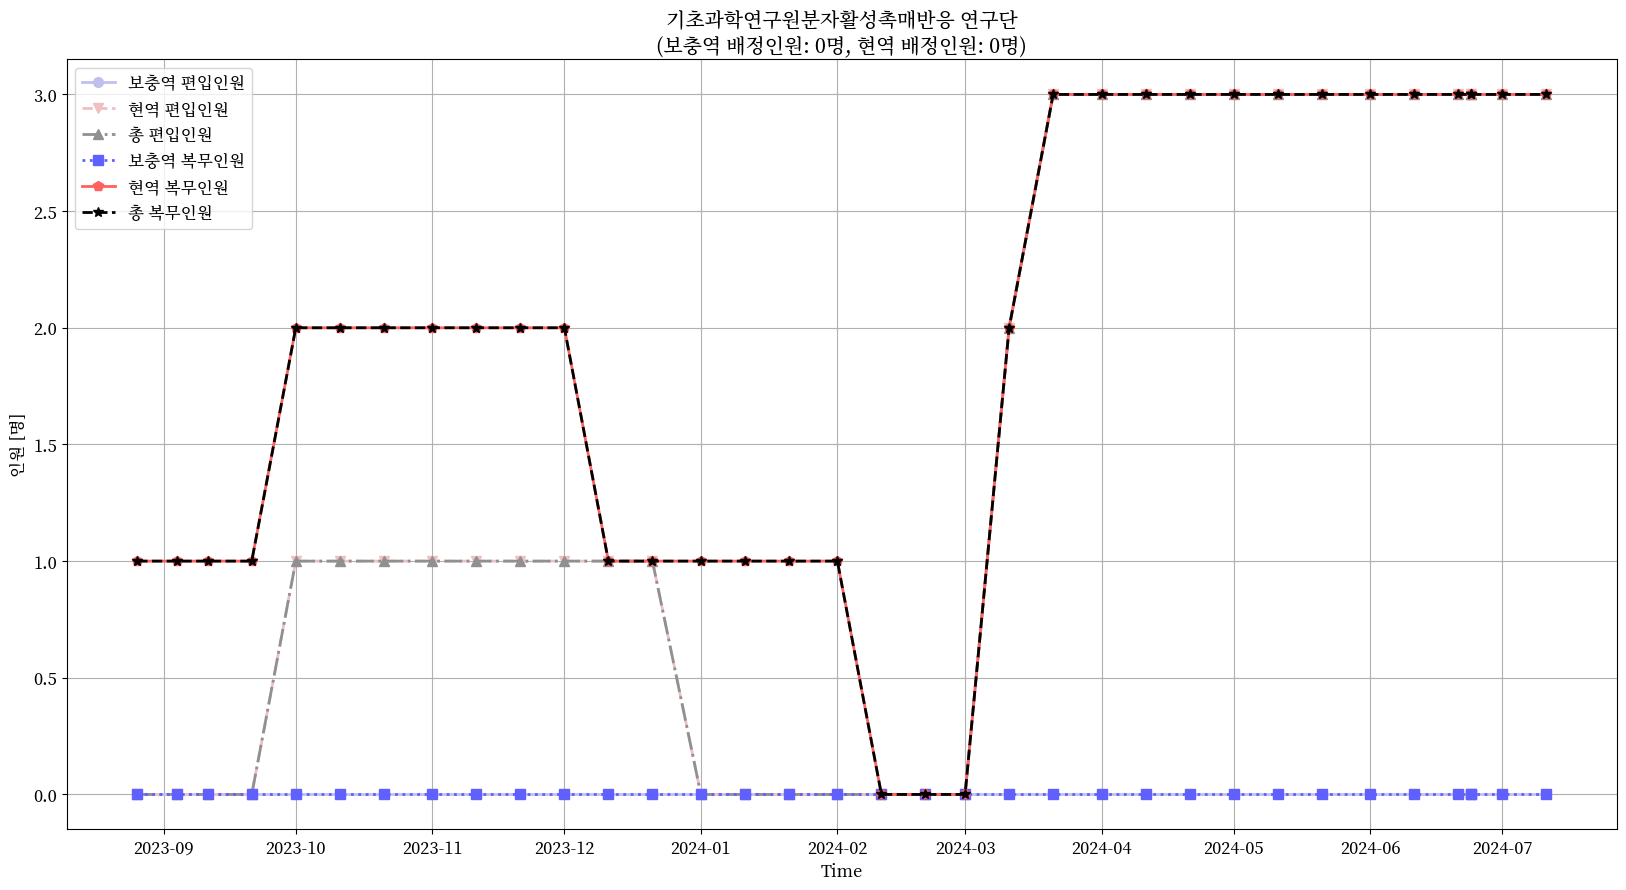 기초과학연구원분자활성촉매반응 연구단
(보충역 배정인원: 0명, 현역 배정인원: 0명)
보충역 편입인원
현역 편입인원
총 편입인원
보충역 복무인원
현역 복무인원
총 복무인원
인원 [명]
3.0
2.5
2.0
1.5
1.0
0.5
0.0
2023-09 2023-10 2023-11 2023-12 2024-01 2024-02 2024-03 2024-04 2024-05 2024-06 2024-07
Time